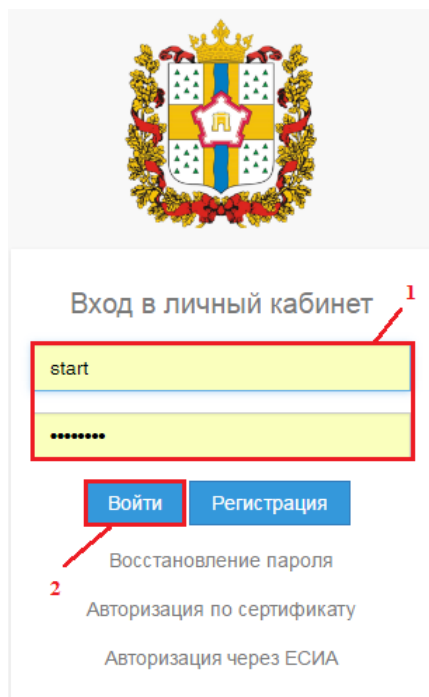 Вход в личный кабинет
1
start
••••••••
Войти
Регистрация
2
Восстановление пароля
Авторизация по сертификату
Авторизация через ЕСИА